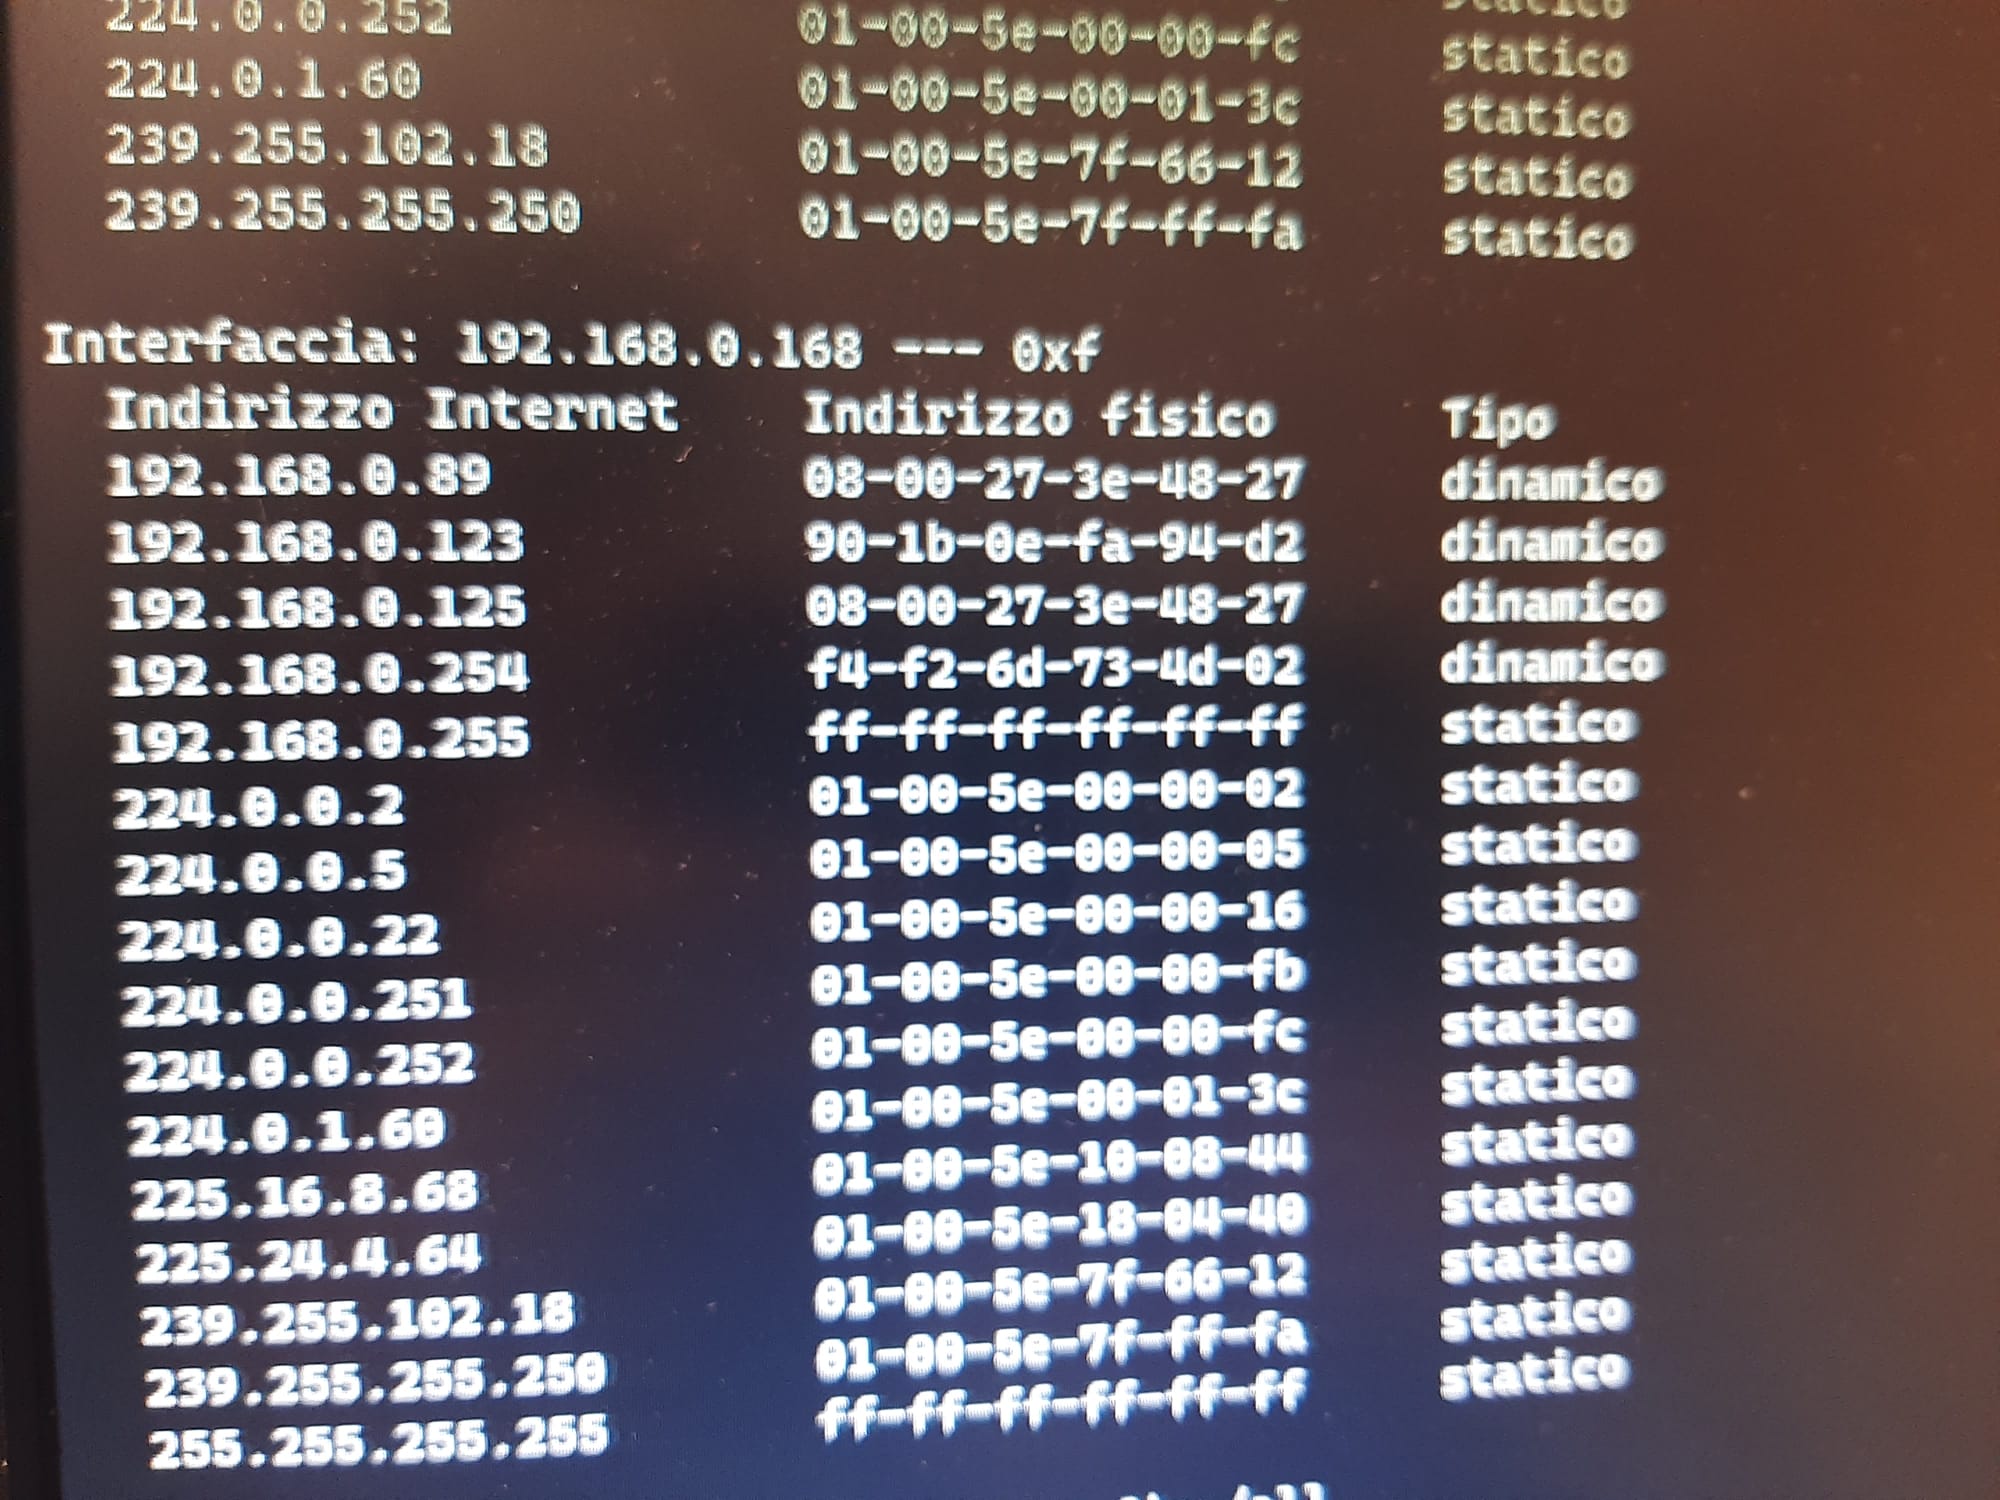 224.0.0.252 01-00-5e-00-00-fc statico
224.0.1.60 01-00-5e-00-01-3c statico
239.255.102.18 01-00-5e-7f-66-12 statico
239.255.255.250 01-00-5e-7f-ff-fa statico
Interfaccia: 192.168.0.168 --- 0xf
Indirizzo Internet Indirizzo fisico Tipo
192.168.0.89 08-00-27-3e-48-27 dinamico
192.168.0.123 90-1b-0e-fa-94-d2 dinamico
192.168.0.125 08-00-27-3e-48-27 dinamico
192.168.0.254 f4-f2-6d-73-4d-02 dinamico
192.168.0.255 ff-ff-ff-ff-ff-ff statico
224.0.0.2 01-00-5e-00-00-02 statico
224.0.0.5 01-00-5e-00-00-05 statico
224.0.0.22 01-00-5e-00-00-16 statico
224.0.0.251 01-00-5e-00-00-fb statico
224.0.0.252 01-00-5e-00-00-fc statico
224.0.1.60 01-00-5e-00-01-3c statico
225.16.8.68 01-00-5e-10-08-44 statico
225.24.4.64 01-00-5e-18-04-40 statico
239.255.102.18 01-00-5e-7f-66-12 statico
239.255.255.250 01-00-5e-7f-ff-fa statico
255.255.255.255 ff-ff-ff-ff-ff-ff statico